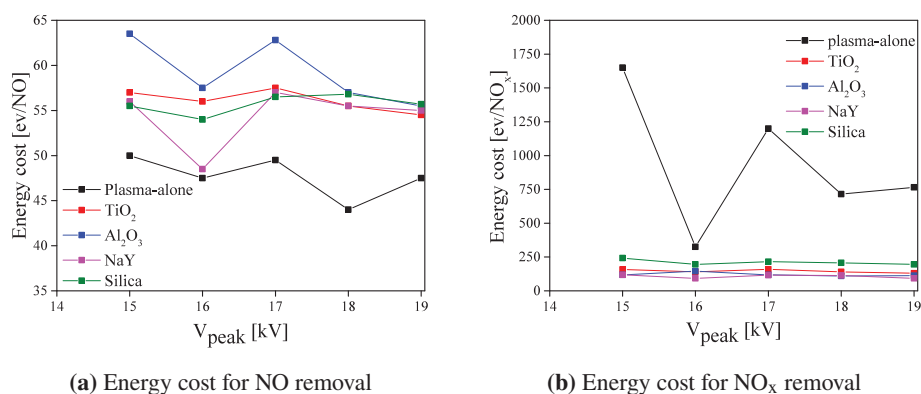 65
60
55
50
45
40
35
14
15
16
17
18
19
Energy cost [ev/NO]
V_peak [kV]
Plasma-alone
TiO₂
Al₂O₃
NaY
Silica
(a) Energy cost for NO removal
2000
1750
1500
1250
1000
750
500
250
0
14
15
16
17
18
19
Energy cost [ev/NOₓ]
V_peak [kV]
plasma-alone
TiO₂
Al₂O₃
NaY
Silica
(b) Energy cost for NOₓ removal